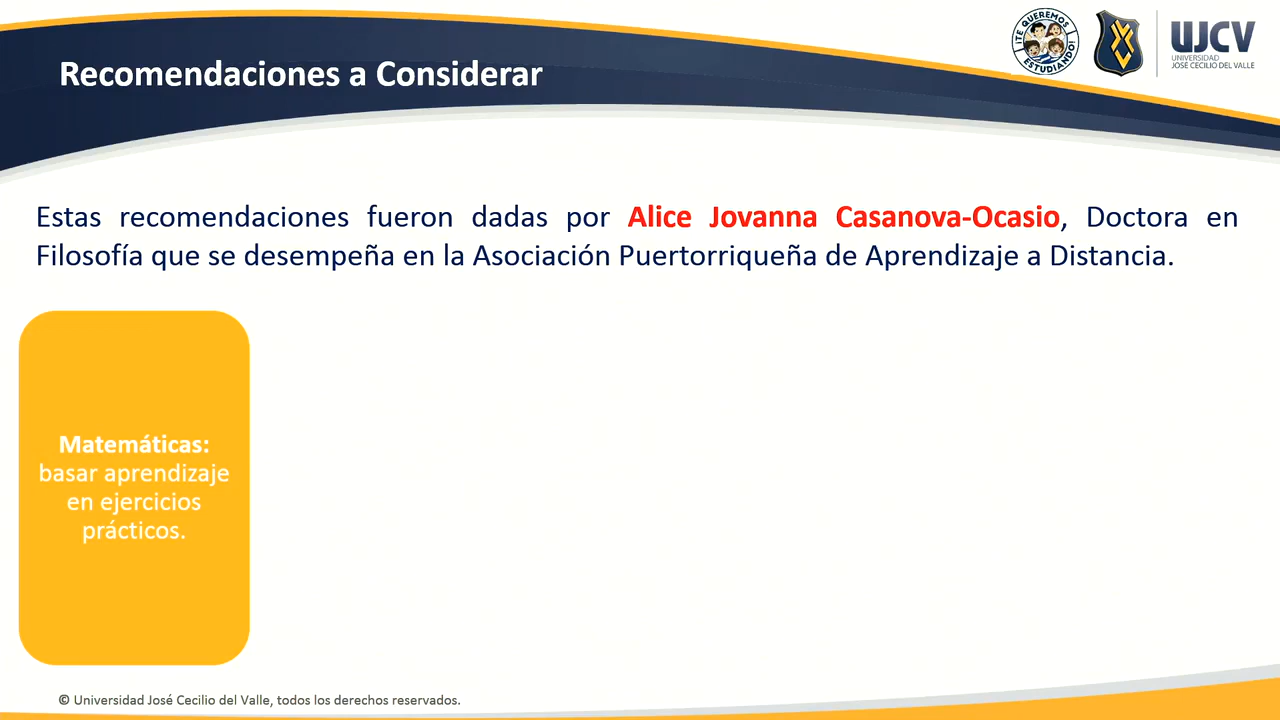 ¡TE QUEREMOS ESTUDIANDO!
UJCV
UNIVERSIDAD
JOSÉ CECILIO DEL VALLE
Recomendaciones a Considerar
Estas recomendaciones fueron dadas por Alice Jovanna Casanova-Ocasio, Doctora en
Filosofía que se desempeña en la Asociación Puertorriqueña de Aprendizaje a Distancia.
Matemáticas:
basar aprendizaje
en ejercicios
prácticos.
© Universidad José Cecilio del Valle, todos los derechos reservados.